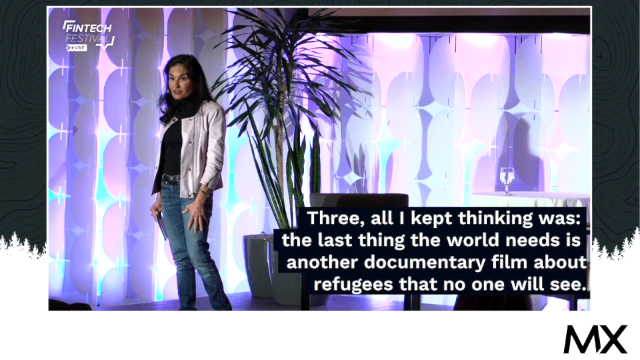 FINTECH
FESTIVAL
LIVE
Three, all I kept thinking was:
the last thing the world needs is
another documentary film about
refugees that no one will see.
MX